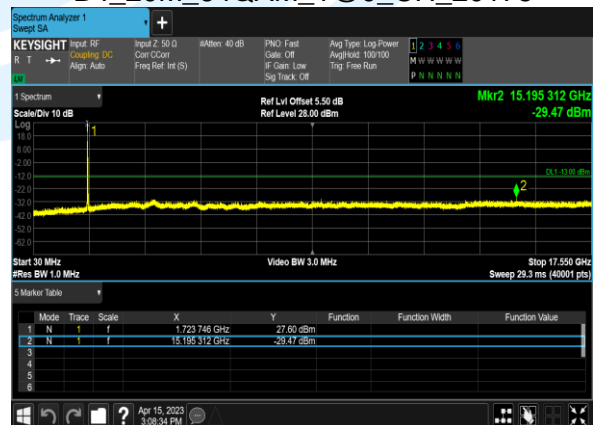 Spectrum Analyzer 1
Swept SA
+
KEYSIGHT Input: RF Input Z: 50 Ω #Atten: 40 dB PNO: Fast Avg Type: Log-Power 1 2 3 4 5 6
R T Coupling: DC Corr CCorr Gate: Off Avg|Hold: 100/100 M W W W W W
Align: Auto Freq Ref: Int (S) IF Gain: Low Trig: Free Run
Sig Track: Off P N N N N N
1 Spectrum Ref Lvl Offset 5.50 dB Mkr2 15.195 312 GHz
Scale/Div 10 dB Ref Level 28.00 dBm -29.47 dBm
Log
18.0
1
8.00
-2.00
-12.0 DL1 -13.00 dBm
-22.0 2
-32.0
-42.0
-52.0
-62.0
Start 30 MHz Video BW 3.0 MHz Stop 17.550 GHz
#Res BW 1.0 MHz Sweep 29.3 ms (40001 pts)
5 Marker Table
Mode Trace Scale X Y Function Function Width Function Value
1 N 1 f 1.723 746 GHz 27.60 dBm
2 N 1 f 15.195 312 GHz -29.47 dBm
3
4
5
6
? Apr 15, 2023
3:08:34 PM